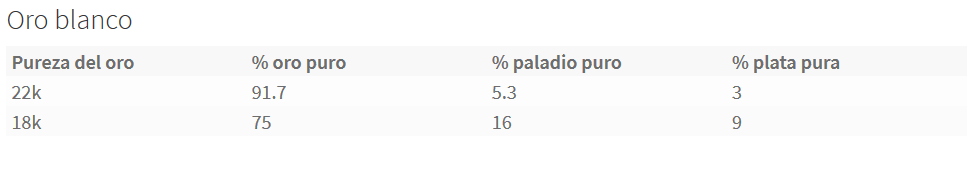 Oro blanco
Pureza del oro % oro puro % paladio puro % plata pura
22k 91.7 5.3 3
18k 75 16 9